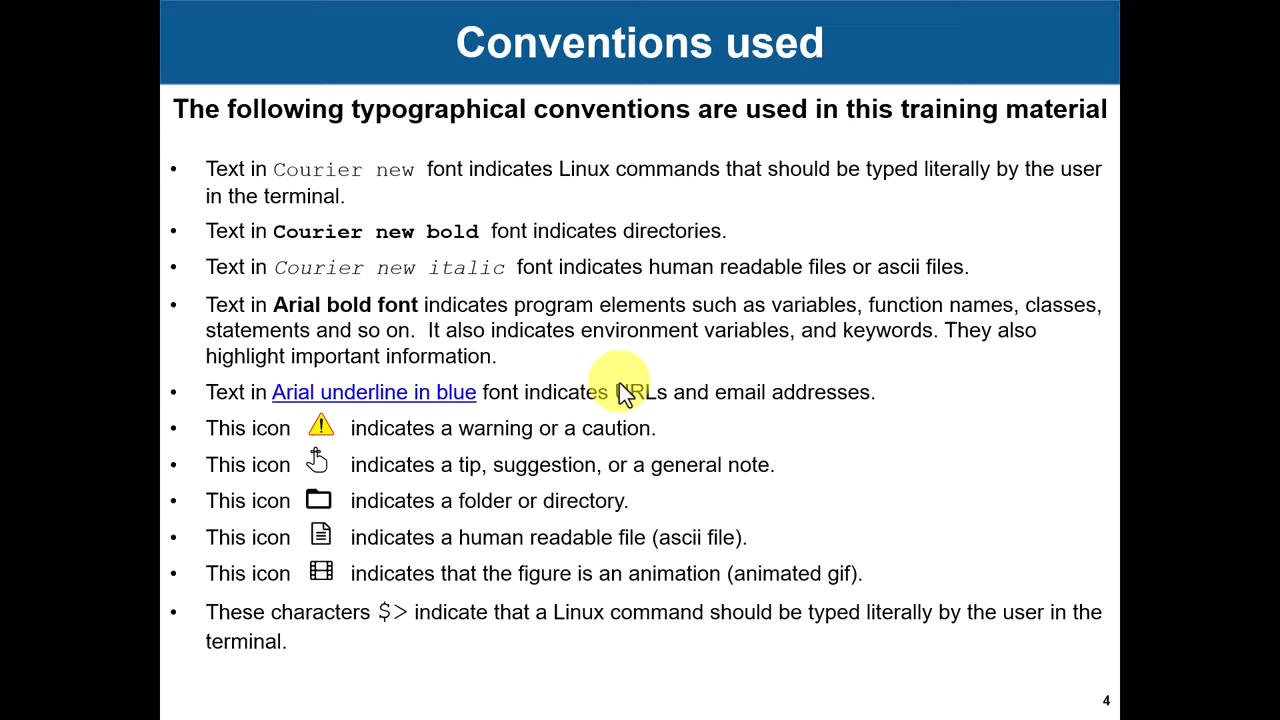 Conventions used
The following typographical conventions are used in this training material
• Text in Courier new font indicates Linux commands that should be typed literally by the user
in the terminal.
• Text in Courier new bold font indicates directories.
• Text in Courier new italic font indicates human readable files or ascii files.
• Text in Arial bold font indicates program elements such as variables, function names, classes,
statements and so on. It also indicates environment variables, and keywords. They also
highlight important information.
• Text in Arial underline in blue font indicates URLs and email addresses.
• This icon indicates a warning or a caution.
• This icon indicates a tip, suggestion, or a general note.
• This icon indicates a folder or directory.
• This icon indicates a human readable file (ascii file).
• This icon indicates that the figure is an animation (animated gif).
• These characters $> indicate that a Linux command should be typed literally by the user in the
terminal.
4